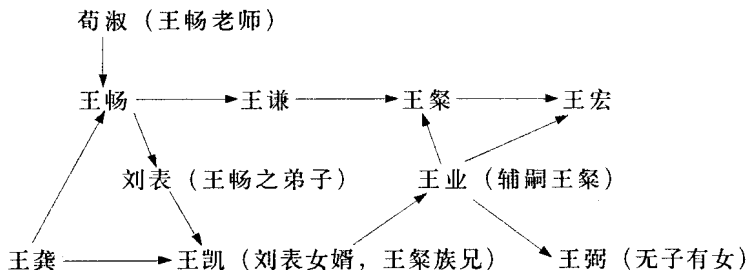 荀淑（王畅老师）
王畅 王谦 王粲 王宏
刘表（王畅之弟子） 王业（辅嗣王粲）
王龚 王凯（刘表女婿，王粲族兄） 王弼（无子有女）